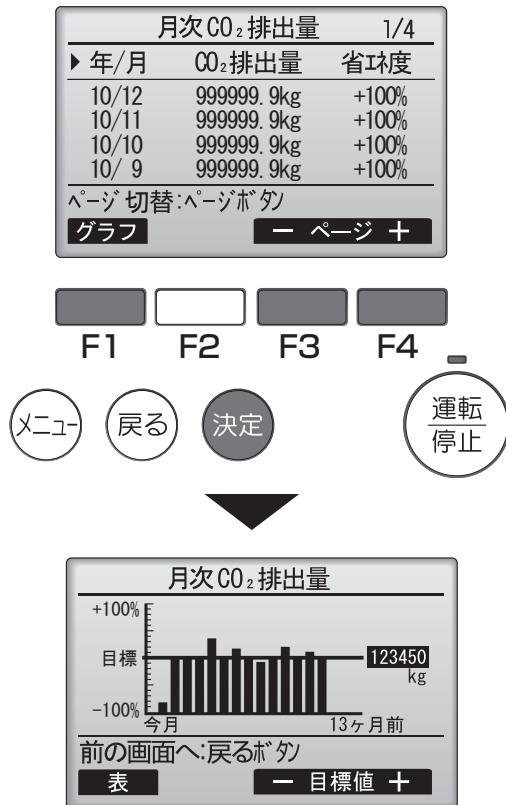 月次CO₂排出量 1/4
▶ 年/月 CO₂排出量 省エネ度
10/12 999999.9kg +100%
10/11 999999.9kg +100%
10/10 999999.9kg +100%
10/ 9 999999.9kg +100%
ページ切替:ページボタン
グラフ − ページ +
F1 F2 F3 F4
メニュー 戻る 決定 運転
停止
月次CO₂排出量
+100%
目標 123450
kg
−100%
今月 13ヶ月前
前の画面へ:戻るボタン
表 − 目標値 +